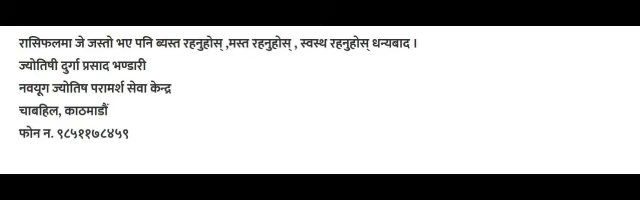 रासिफलमा जे जस्तो भए पनि ब्यस्त रहनुहोस् ,मस्त रहनुहोस् , स्वस्थ रहनुहोस् धन्यबाद ।
ज्योतिषी दुर्गा प्रसाद भण्डारी
नवयूग ज्योतिष परामर्श सेवा केन्द्र
चाबहिल, काठमाडौं
फोन न. ९८५११७८४५९